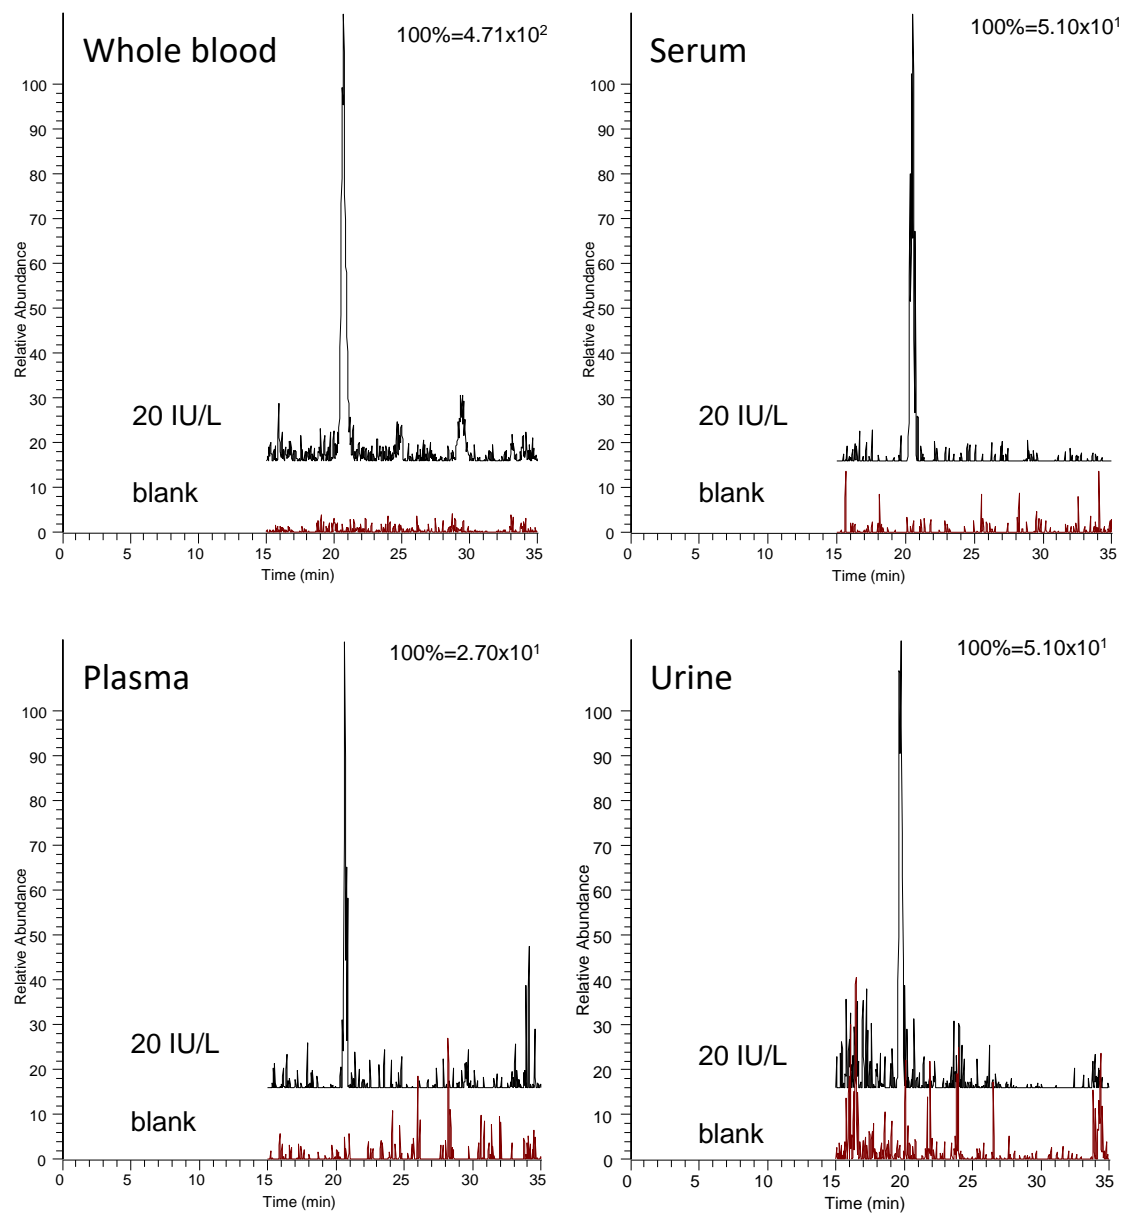 Whole blood
100%=4.71x10²
Relative Abundance
100
90
80
70
60
50
40
30
20
10
0
20 IU/L
blank
0 5 10 15 20 25 30 35
Time (min)
Serum
100%=5.10x10¹
Relative Abundance
100
90
80
70
60
50
40
30
20
10
0
20 IU/L
blank
0 5 10 15 20 25 30 35
Time (min)
Plasma
100%=2.70x10¹
Relative Abundance
100
90
80
70
60
50
40
30
20
10
0
20 IU/L
blank
0 5 10 15 20 25 30 35
Time (min)
Urine
100%=5.10x10¹
Relative Abundance
100
90
80
70
60
50
40
30
20
10
0
20 IU/L
blank
0 5 10 15 20 25 30 35
Time (min)